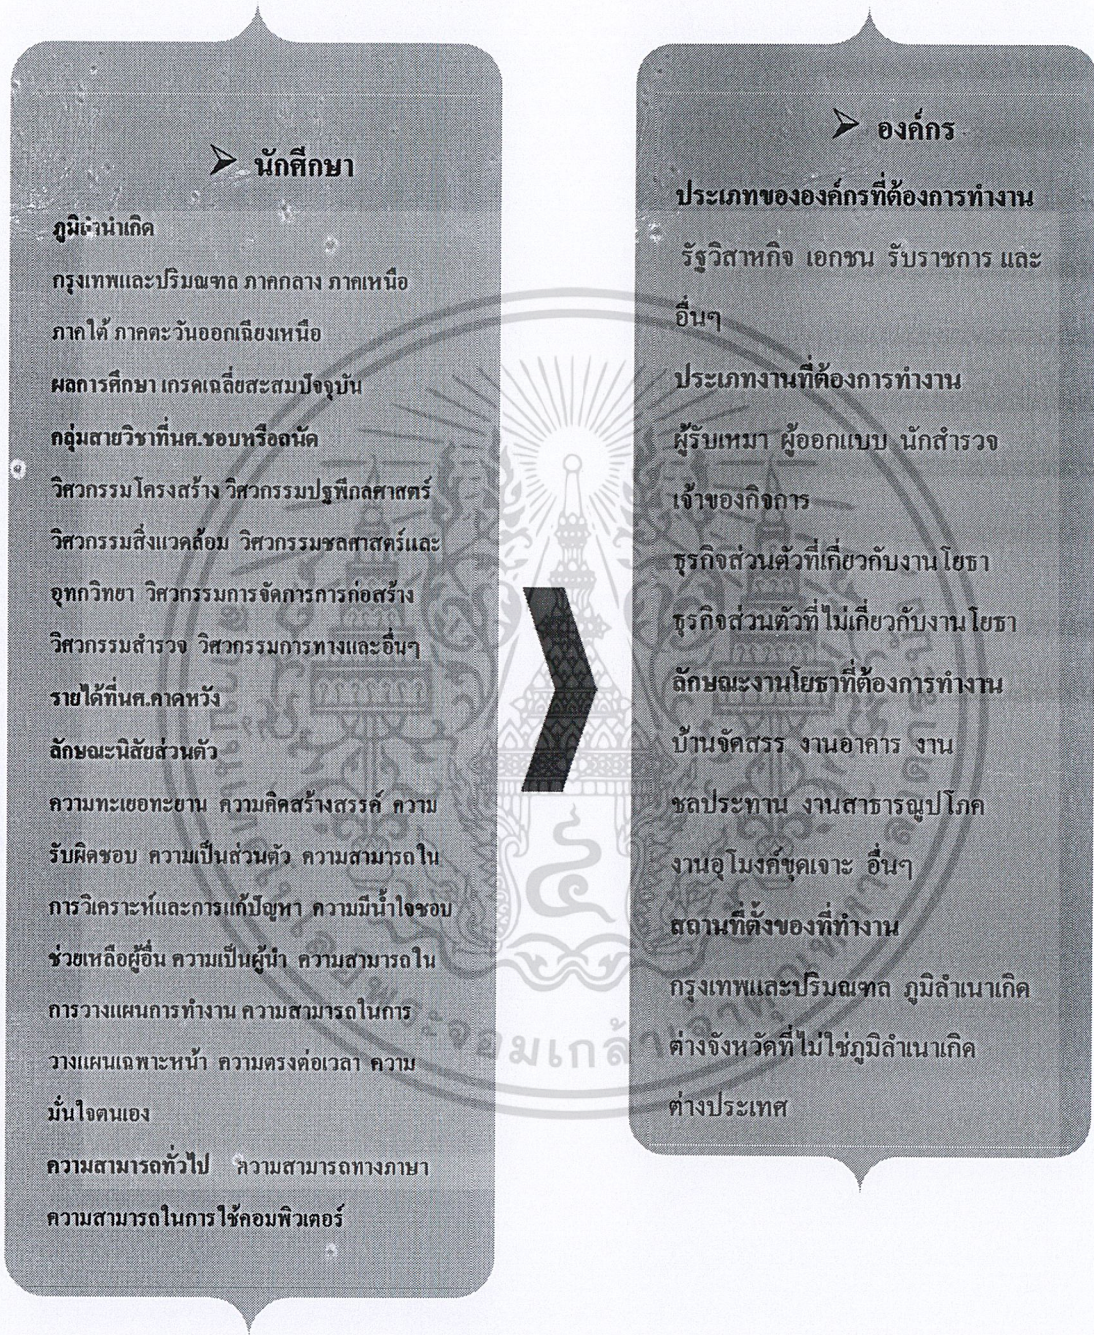 ➢ นักศึกษา
ภูมิลำนำเกิด
กรุงเทพและปริมณฑล ภาคกลาง ภาคเหนือ
ภาคใต้ ภาคตะวันออกเฉียงเหนือ
ผลการศึกษา เกรดเฉลี่ยสะสมปัจจุบัน
กลุ่มสายวิชาที่นศ.ชอบหรือถนัด
วิศวกรรมโครงสร้าง วิศวกรรมปฐพีกลศาสตร์
วิศวกรรมสิ่งแวดล้อม วิศวกรรมชลศาสตร์และ
อุทกวิทยา วิศวกรรมการจัดการการก่อสร้าง
วิศวกรรมสำรวจ วิศวกรรมการทางและอื่นๆ
รายได้ที่นศ.คาดหวัง
ลักษณะนิสัยส่วนตัว
ความทะเยอทะยาน ความคิดสร้างสรรค์ ความ
รับผิดชอบ ความเป็นส่วนตัว ความสามารถใน
การวิเคราะห์และการแก้ปัญหา ความมีน้ำใจชอบ
ช่วยเหลือผู้อื่น ความเป็นผู้นำ ความสามารถใน
การวางแผนการทำงาน ความสามารถในการ
วางแผนเฉพาะหน้า ความตรงต่อเวลา ความ
มั่นใจตนเอง
ความสามารถทั่วไป ความสามารถทางภาษา
ความสามารถในการใช้คอมพิวเตอร์
➢ องค์กร
ประเภทขององค์กรที่ต้องการทำงาน
รัฐวิสาหกิจ เอกชน รับราชการ และ
อื่นๆ
ประเภทงานที่ต้องการทำงาน
ผู้รับเหมา ผู้ออกแบบ นักสำรวจ
เจ้าของกิจการ
ธุรกิจส่วนตัวที่เกี่ยวกับงานโยธา
ธุรกิจส่วนตัวที่ไม่เกี่ยวกับงานโยธา
ลักษณะงานโยธาที่ต้องการทำงาน
บ้านจัดสรร งานอาคาร งาน
ชลประทาน งานสาธารณูปโภค
งานอุโมงค์ขุดเจาะ อื่นๆ
สถานที่ตั้งของที่ทำงาน
กรุงเทพและปริมณฑล ภูมิลำเนาเกิด
ต่างจังหวัดที่ไม่ใช่ภูมิลำเนาเกิด
ต่างประเทศ